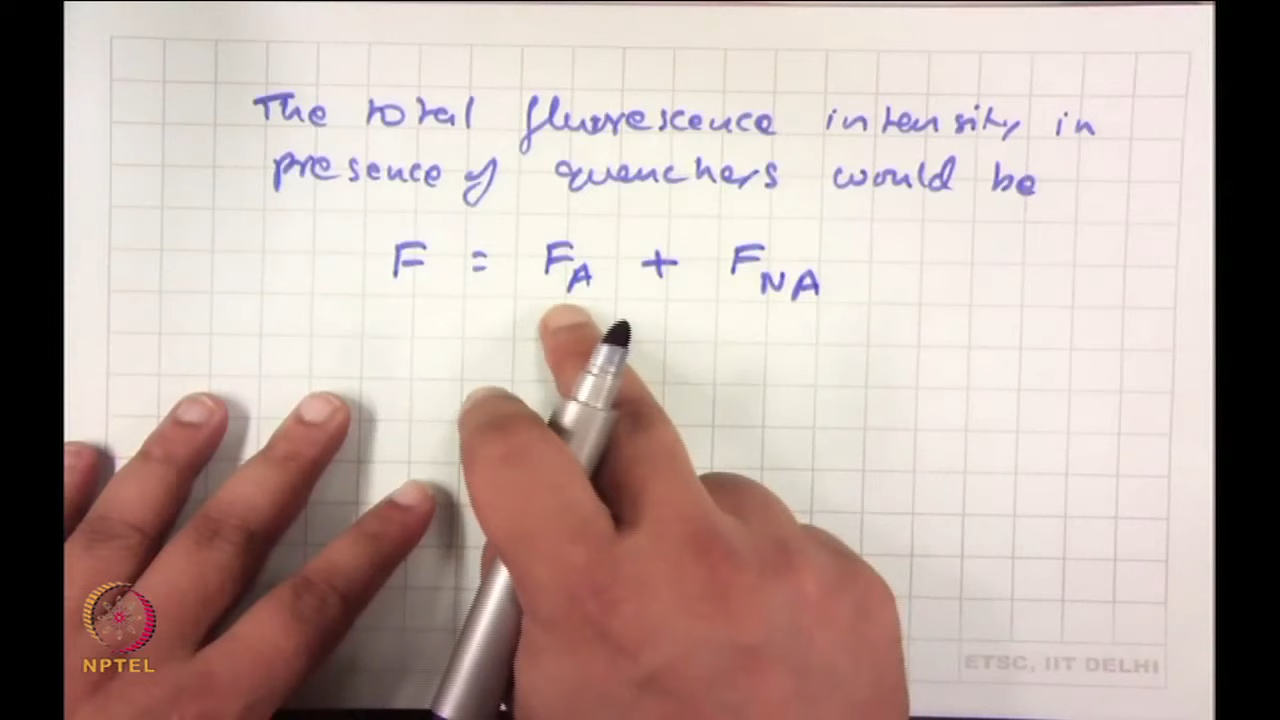 The total fluorescence intensity in
presence of quenchers would be
F = F_A + F_NA
NPTEL
ETSC, IIT DELHI